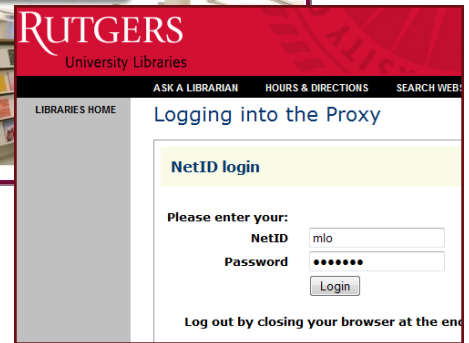 RUTGERS
University Libraries
ASK A LIBRARIAN HOURS & DIRECTIONS SEARCH WEBS
LIBRARIES HOME
Logging into the Proxy
NetID login
Please enter your:
NetID mlo
Password •••••••
Login
Log out by closing your browser at the end